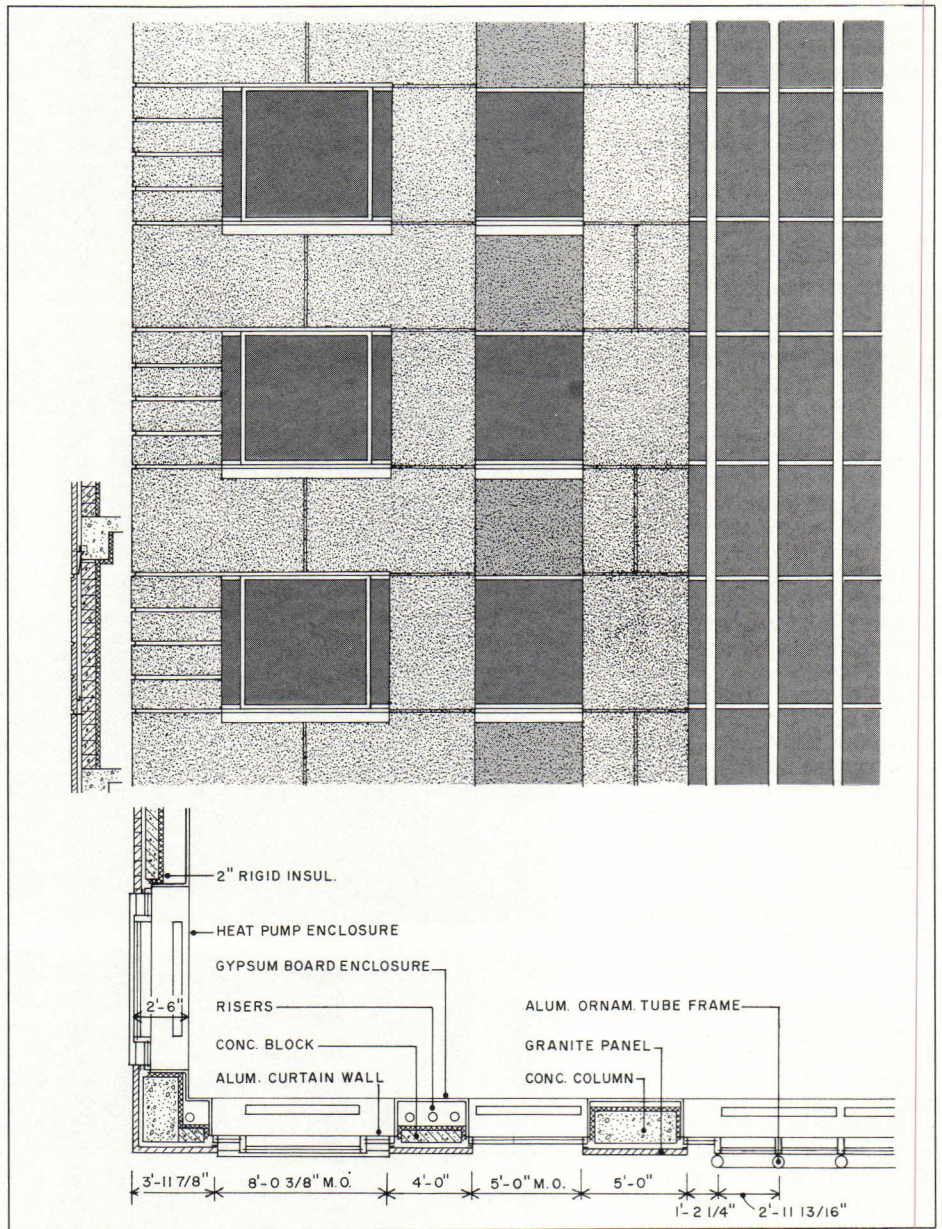 2" RIGID INSUL.
HEAT PUMP ENCLOSURE
GYPSUM BOARD ENCLOSURE
2'-6"
RISERS
ALUM. ORNAM. TUBE FRAME
CONC. BLOCK
GRANITE PANEL
ALUM. CURTAIN WALL
CONC. COLUMN
3'-11 7/8"
8'-0 3/8" M.O.
4'-0"
5'-0" M.O.
5'-0"
1'-2 1/4"
2'-11 13/16"